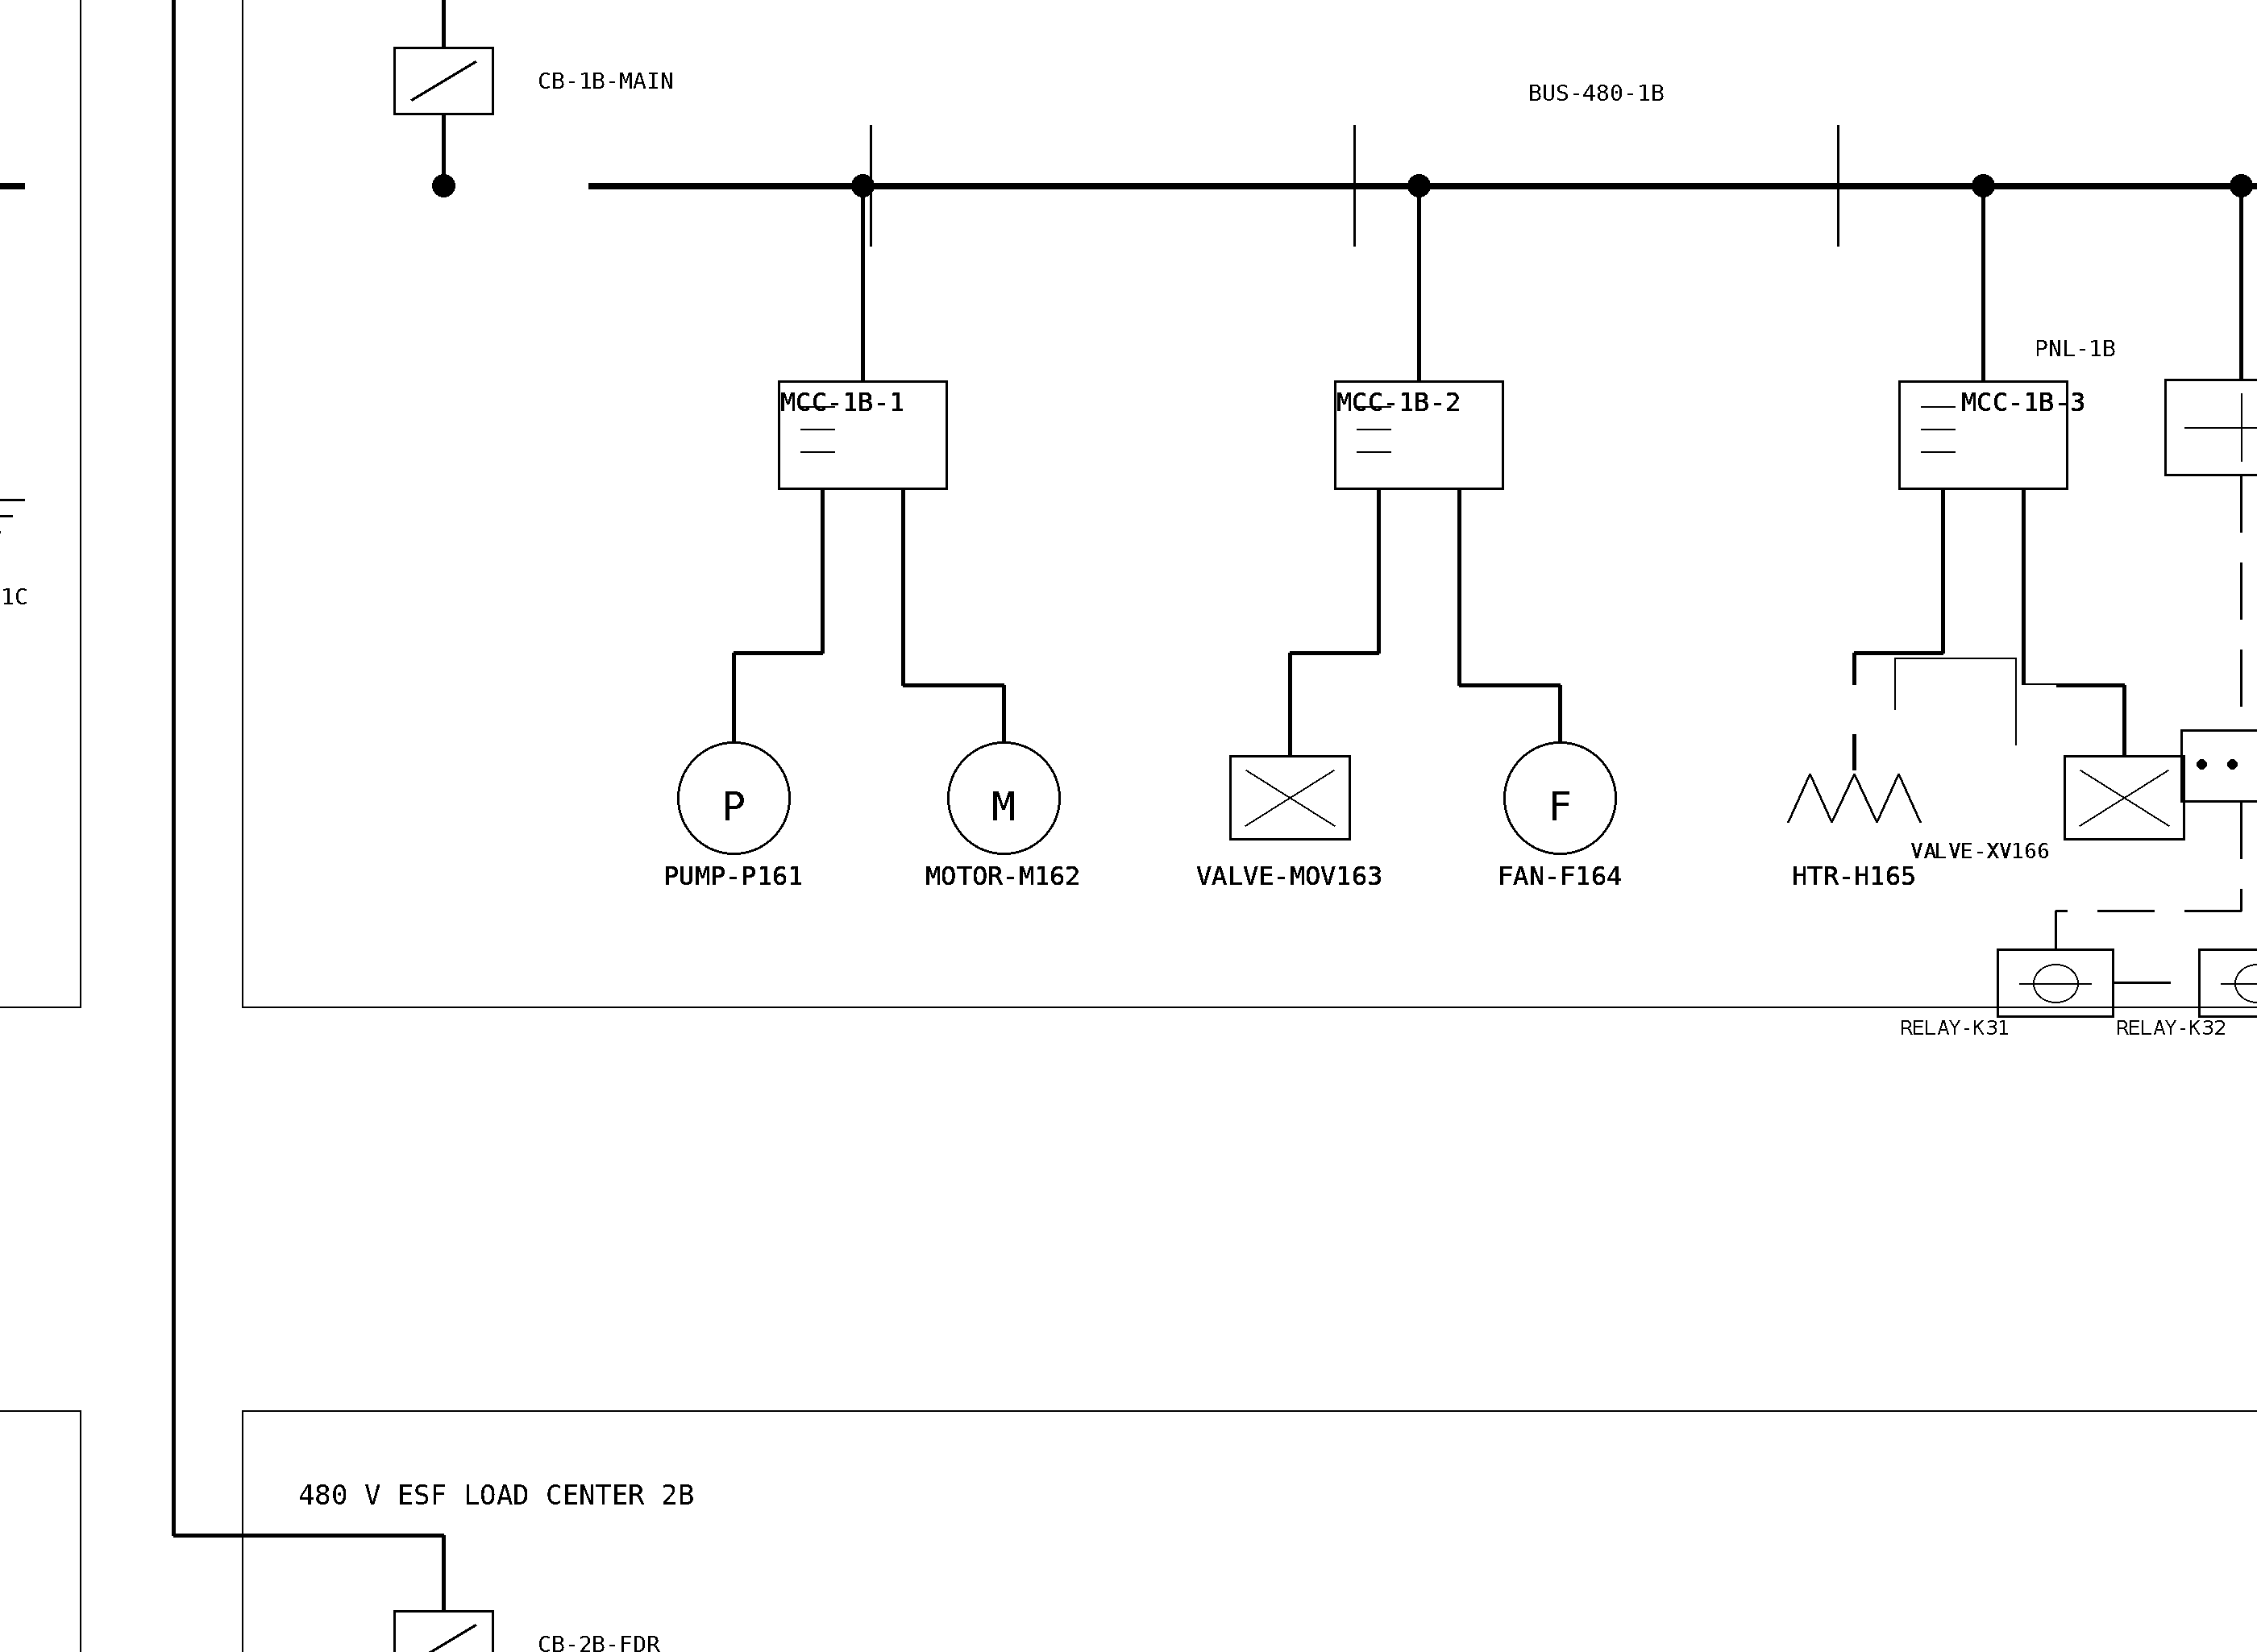 CB-1B-MAIN
BUS-480-1B
PNL-1B
MCC-1B-1
MCC-1B-2
MCC-1B-3
1C
P
M
F
VALVE-XV166
PUMP-P161
MOTOR-M162
VALVE-MOV163
FAN-F164
HTR-H165
RELAY-K31
RELAY-K32
480 V ESF LOAD CENTER 2B
CB-2B-FDR